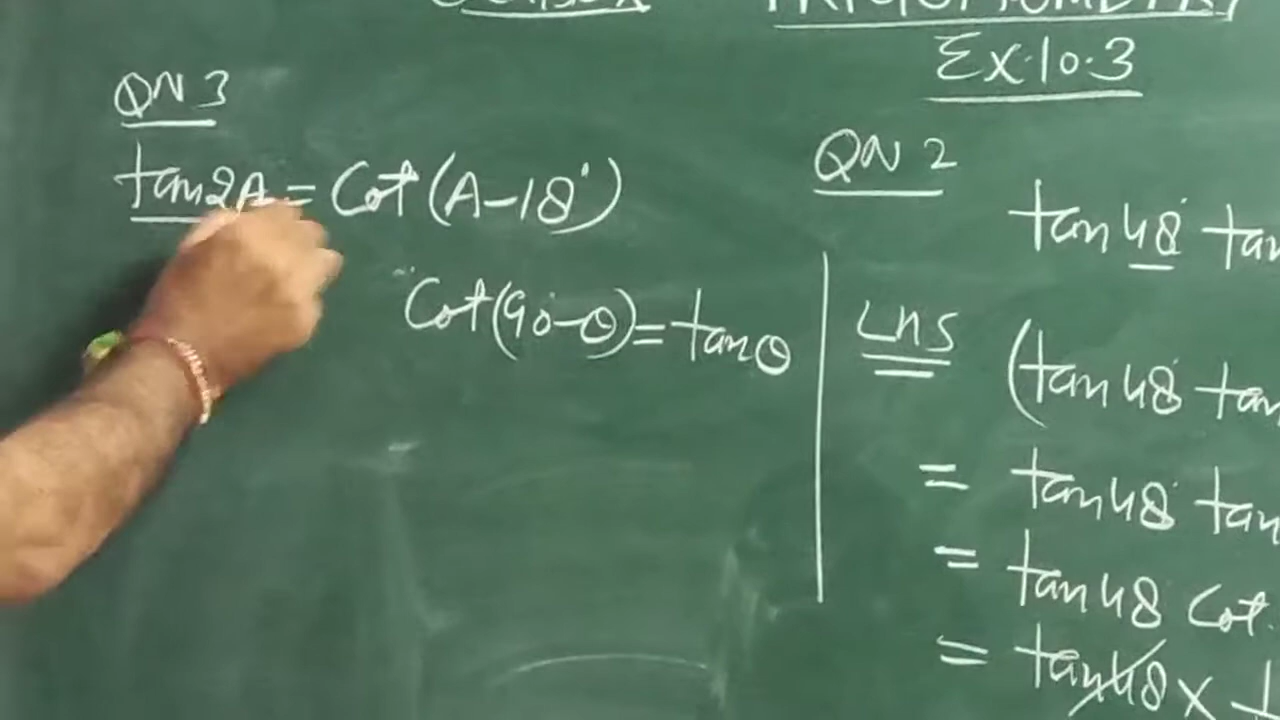 Ex.10.3
QN 3
tan2A = Cot(A-18°)
Cot(90°-θ)= tanθ
QN 2
tan48° tan
LHS
(tan48° tan
= tan48° tan
= tan48 Cot
= tan48 x